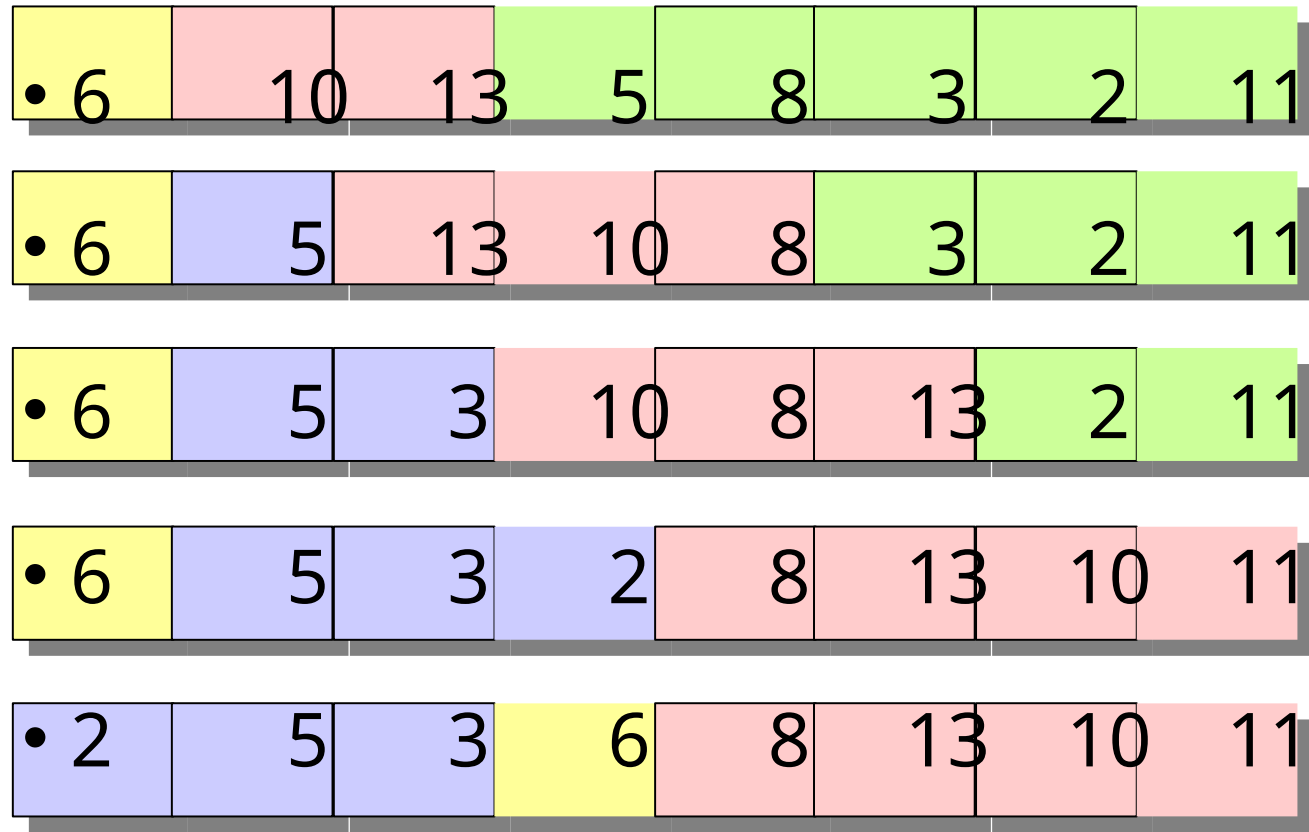 • 6 10 13 5 8 3 2 11
• 6 5 13 10 8 3 2 11
• 6 5 3 10 8 13 2 11
• 6 5 3 2 8 13 10 11
• 2 5 3 6 8 13 10 11